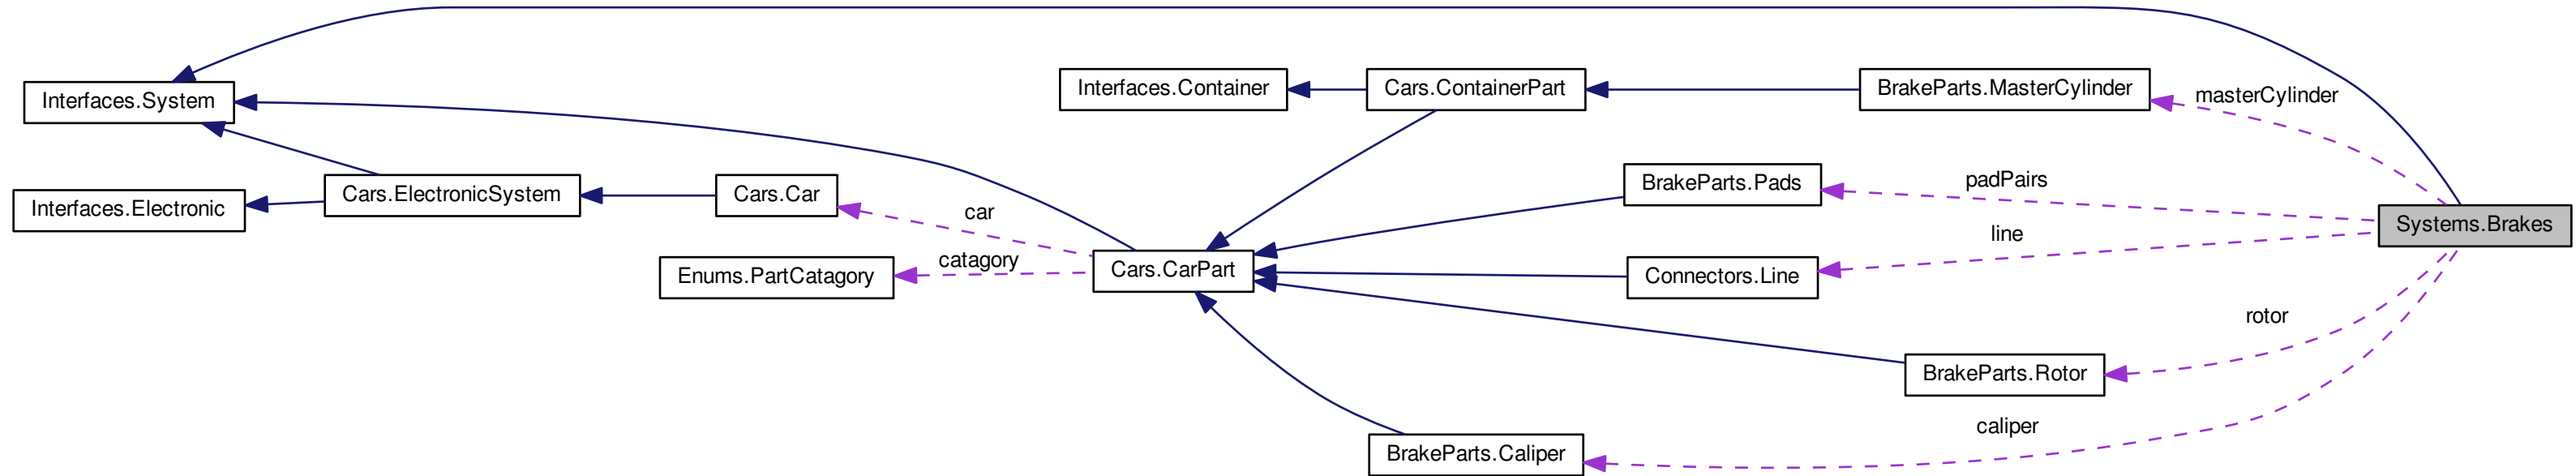 Interfaces.System
Interfaces.Container
Cars.ContainerPart
BrakeParts.MasterCylinder
masterCylinder
Interfaces.Electronic
Cars.ElectronicSystem
Cars.Car
car
BrakeParts.Pads
padPairs
Systems.Brakes
Enums.PartCatagory
catagory
Cars.CarPart
Connectors.Line
line
BrakeParts.Rotor
rotor
BrakeParts.Caliper
caliper